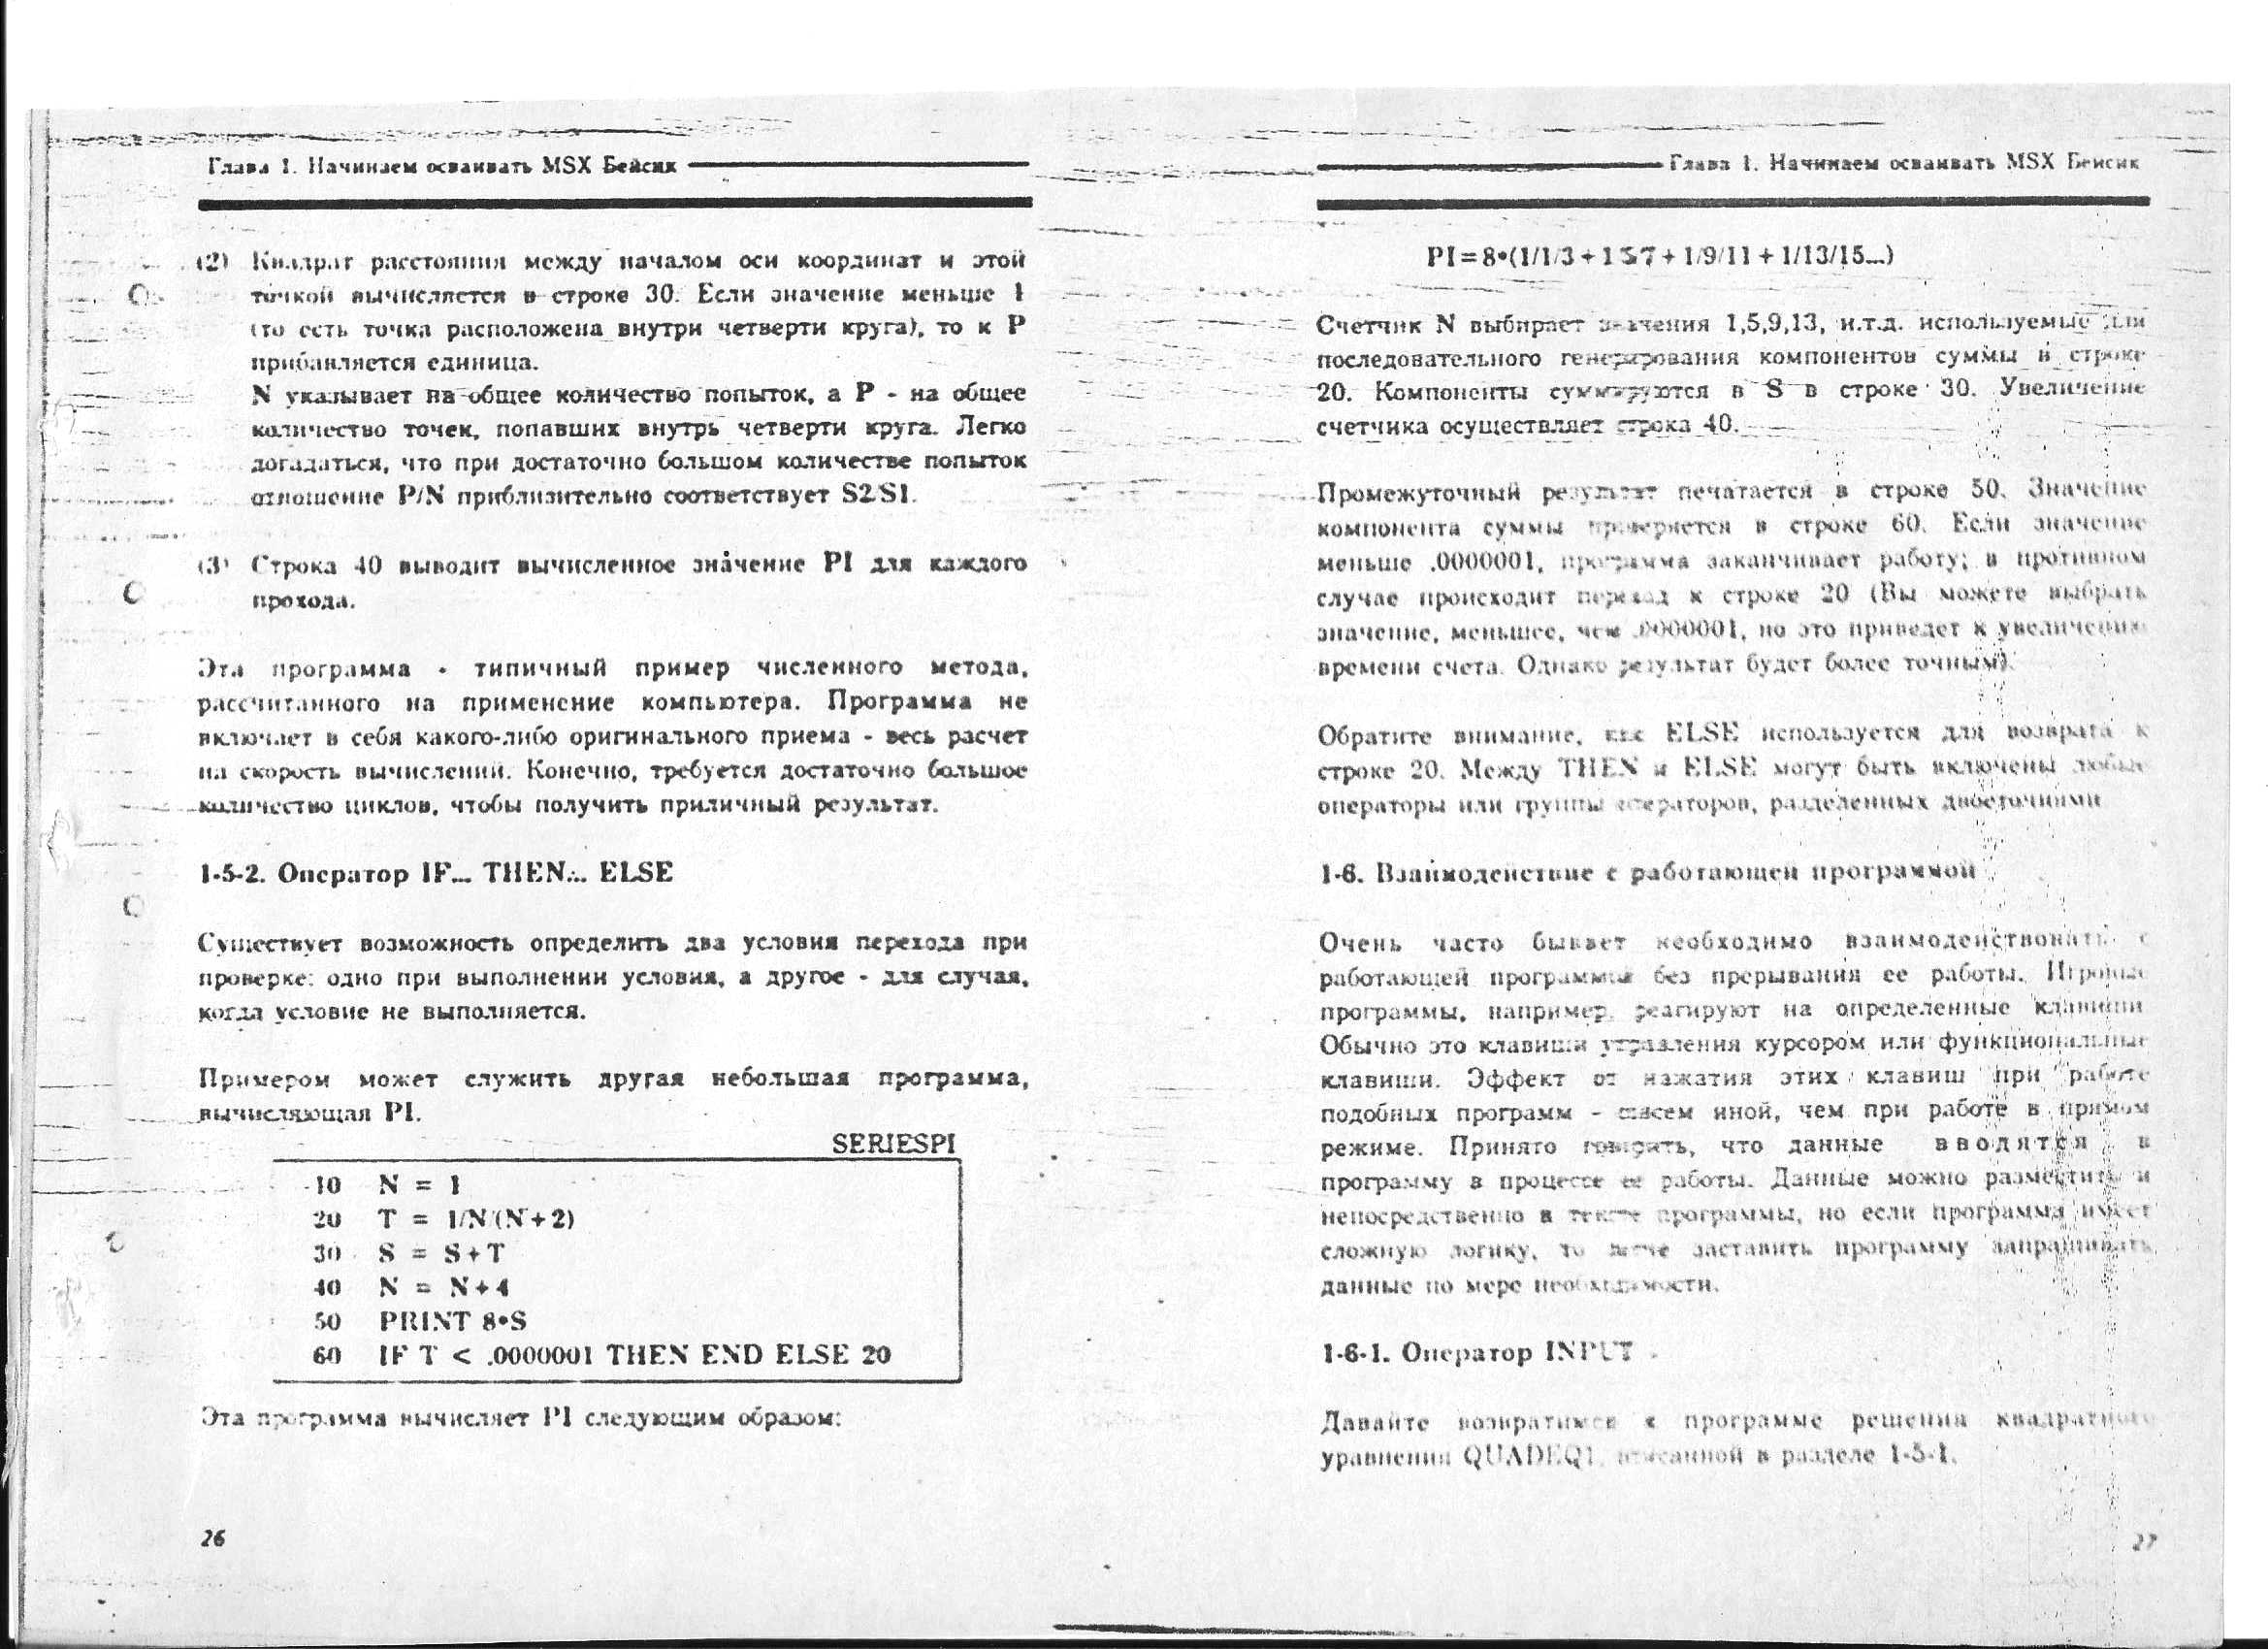 Глава 1. Начинаем осваивать MSX Бейсик
(2) Квадрат расстояния между началом оси координат и этой
точкой вычисляется в строке 30. Если значение меньше 1
(то есть точка расположена внутри четверти круга), то к P
прибавляется единица.
N указывает на общее количество попыток, а P - на общее
количество точек, попавших внутрь четверти круга. Легко
догадаться, что при достаточно большом количестве попыток
отношение P/N приблизительно соответствует S2/S1.
(3) Строка 40 выводит вычисленное значение PI для каждого
прохода.
Эта программа - типичный пример численного метода,
рассчитанного на применение компьютера. Программа не
включает в себя какого-либо оригинального приема - весь расчет
на скорость вычислений. Конечно, требуется достаточно большое
количество циклов, чтобы получить приличный результат.
1-5-2. Оператор IF... THEN... ELSE
Существует возможность определить два условия перехода при
проверке: одно при выполнении условия, а другое - для случая,
когда условие не выполняется.
Примером может служить другая небольшая программа,
вычисляющая PI.
SERIESPI
10 N = 1
20 T = 1/N/(N+2)
30 S = S+T
40 N = N+4
50 PRINT 8*S
60 IF T < .0000001 THEN END ELSE 20
Эта программа вычисляет PI следующим образом:
26
Глава 1. Начинаем осваивать MSX Бейсик
PI=8*(1/1/3+1/5/7+1/9/11+1/13/15...)
Счетчик N выбирает значения 1,5,9,13, и.т.д. используемые для
последовательного генерирования компонентов суммы в строке
20. Компоненты суммируются в S в строке 30. Увеличение
счетчика осуществляет строка 40.
Промежуточный результат печатается в строке 50. Значение
компонента суммы проверяется в строке 60. Если значение
меньше .0000001, программа заканчивает работу; в противном
случае происходит переход к строке 20 (Вы можете выбрать
значение, меньшее, чем .0000001, но это приведет к увеличению
времени счета. Однако результат будет более точным).
Обратите внимание, как ELSE используется для возврата к
строке 20. Между THEN и ELSE могут быть включены любые
операторы или группы операторов, разделенных двоеточиями
1-6. Взаимодействие с работающей программой
Очень часто бывает необходимо взаимодействовать с
работающей программой без прерывания ее работы. Игровые
программы, например, реагируют на определенные клавиши
Обычно это клавиши управления курсором или функциональные
клавиши. Эффект от нажатия этих клавиш при работе
подобных программ - совсем иной, чем при работе в прямом
режиме. Принято говорить, что данные вводятся в
программу в процессе ее работы. Данные можно разместить и
непосредственно в тексте программы, но если программа имеет
сложную логику, то легче заставить программу запрашивать
данные по мере необходимости.
1-6-1. Оператор INPUT
Давайте возвратимся к программе решения квадратного
уравнения QUADEQ1, описанной в разделе 1-5-1.
27